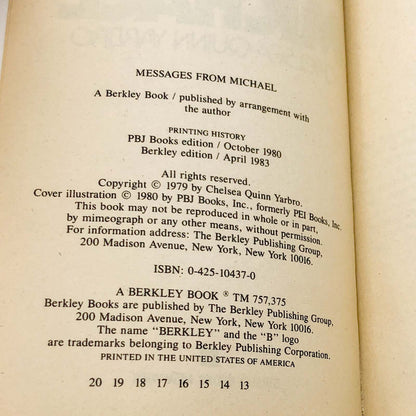 MESSAGES FROM MICHAEL
A Berkley Book / published by arrangement with
the author
PRINTING HISTORY
PBJ Books edition / October 1980
Berkley edition / April 1983
All rights reserved.
Copyright © 1979 by Chelsea Quinn Yarbro.
Cover illustration © 1980 by PBJ Books, Inc., formerly PEI Books, Inc.
This book may not be reproduced in whole or in part,
by mimeograph or any other means, without permission.
For information address: The Berkley Publishing Group,
200 Madison Avenue, New York, New York 10016.
ISBN: 0-425-10437-0
A BERKLEY BOOK ® TM 757,375
Berkley Books are published by The Berkley Publishing Group,
200 Madison Avenue, New York, New York 10016.
The name "BERKLEY" and the "B" logo
are trademarks belonging to Berkley Publishing Corporation.
PRINTED IN THE UNITED STATES OF AMERICA
20 19 18 17 16 15 14 13